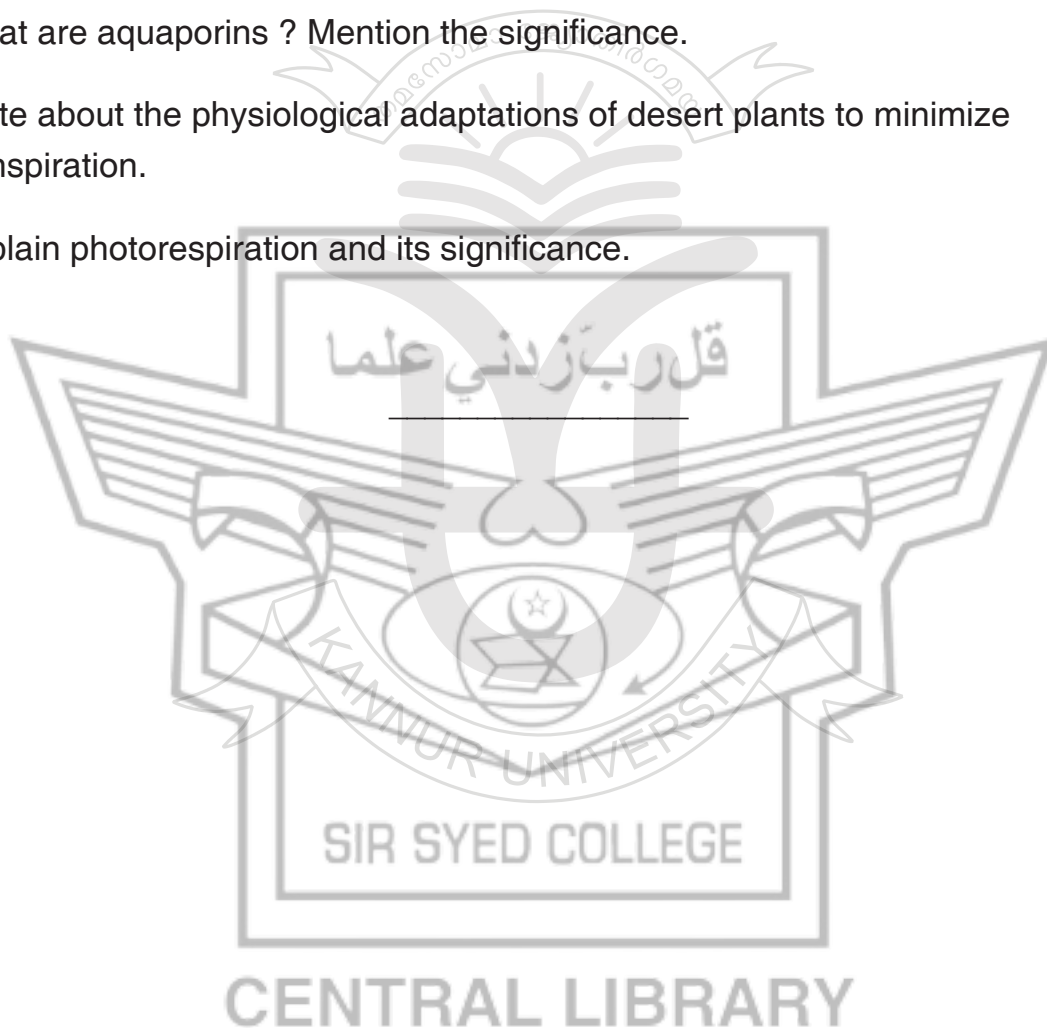 at are aquaporins ? Mention the significance.
te about the physiological adaptations of desert plants to minimize
nspiration.
plain photorespiration and its significance.
قل ربّ زدني علما
KANNUR UNIVERSITY
SIR SYED COLLEGE
CENTRAL LIBRARY